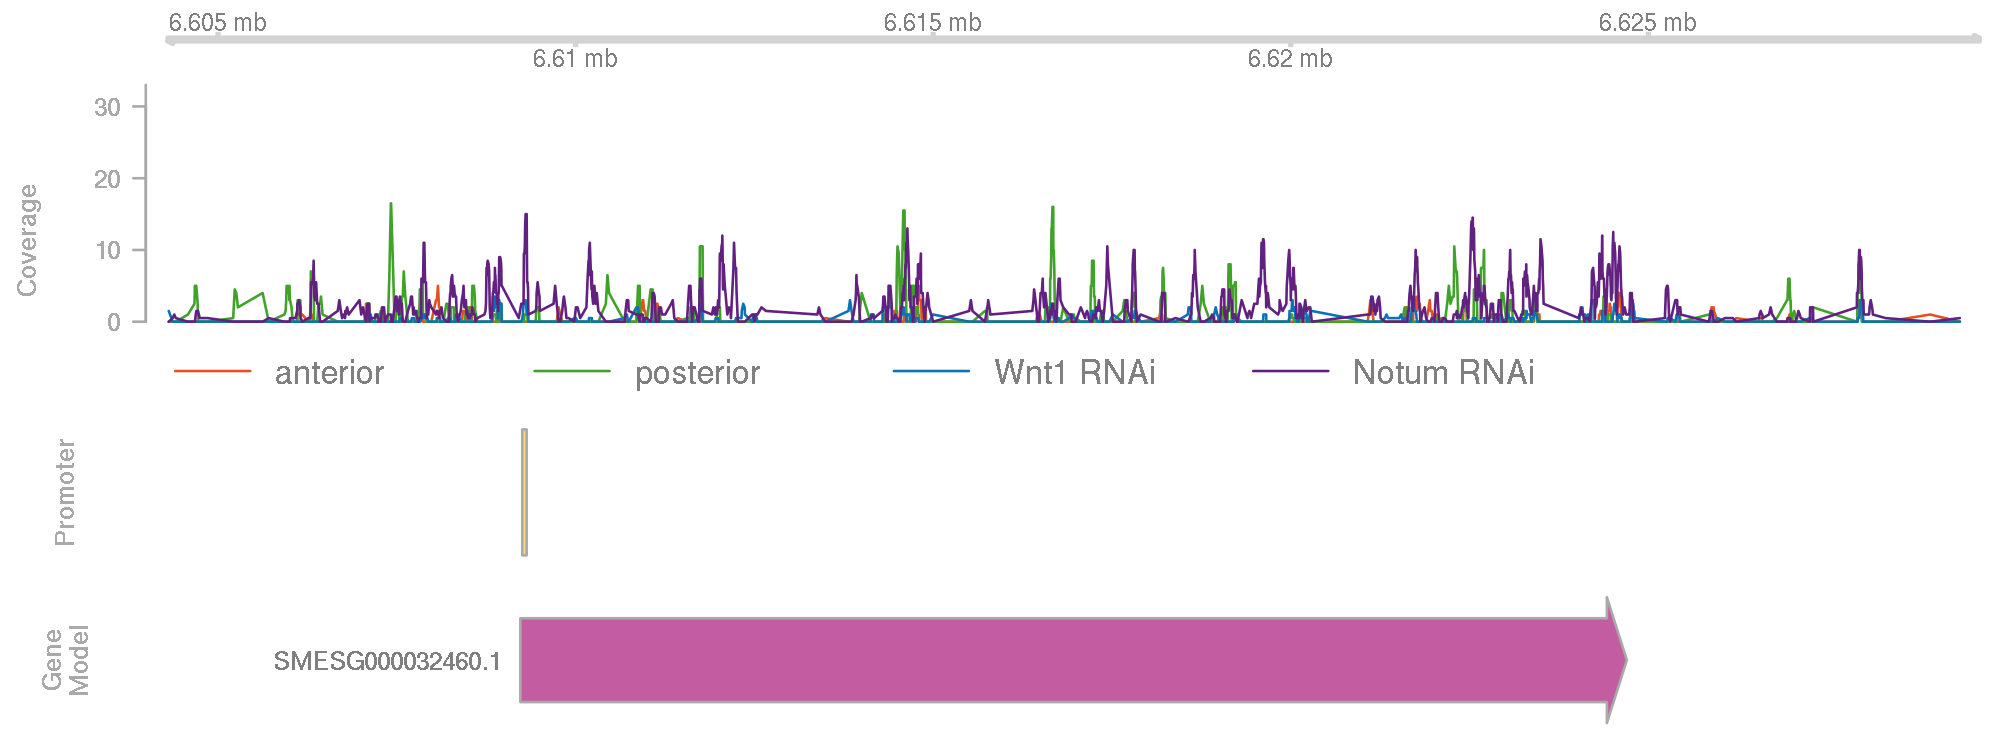 6.605 mb
6.615 mb
6.625 mb
6.61 mb
6.62 mb
30
20
10
0
Coverage
anterior
posterior
Wnt1 RNAi
Notum RNAi
Promoter
Gene
Model
SMESG000032460.1